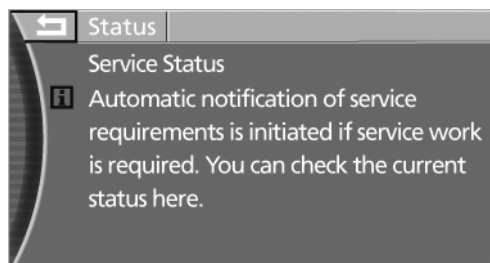 Status
Service Status
i Automatic notification of service
requirements is initiated if service work
is required. You can check the current
status here.